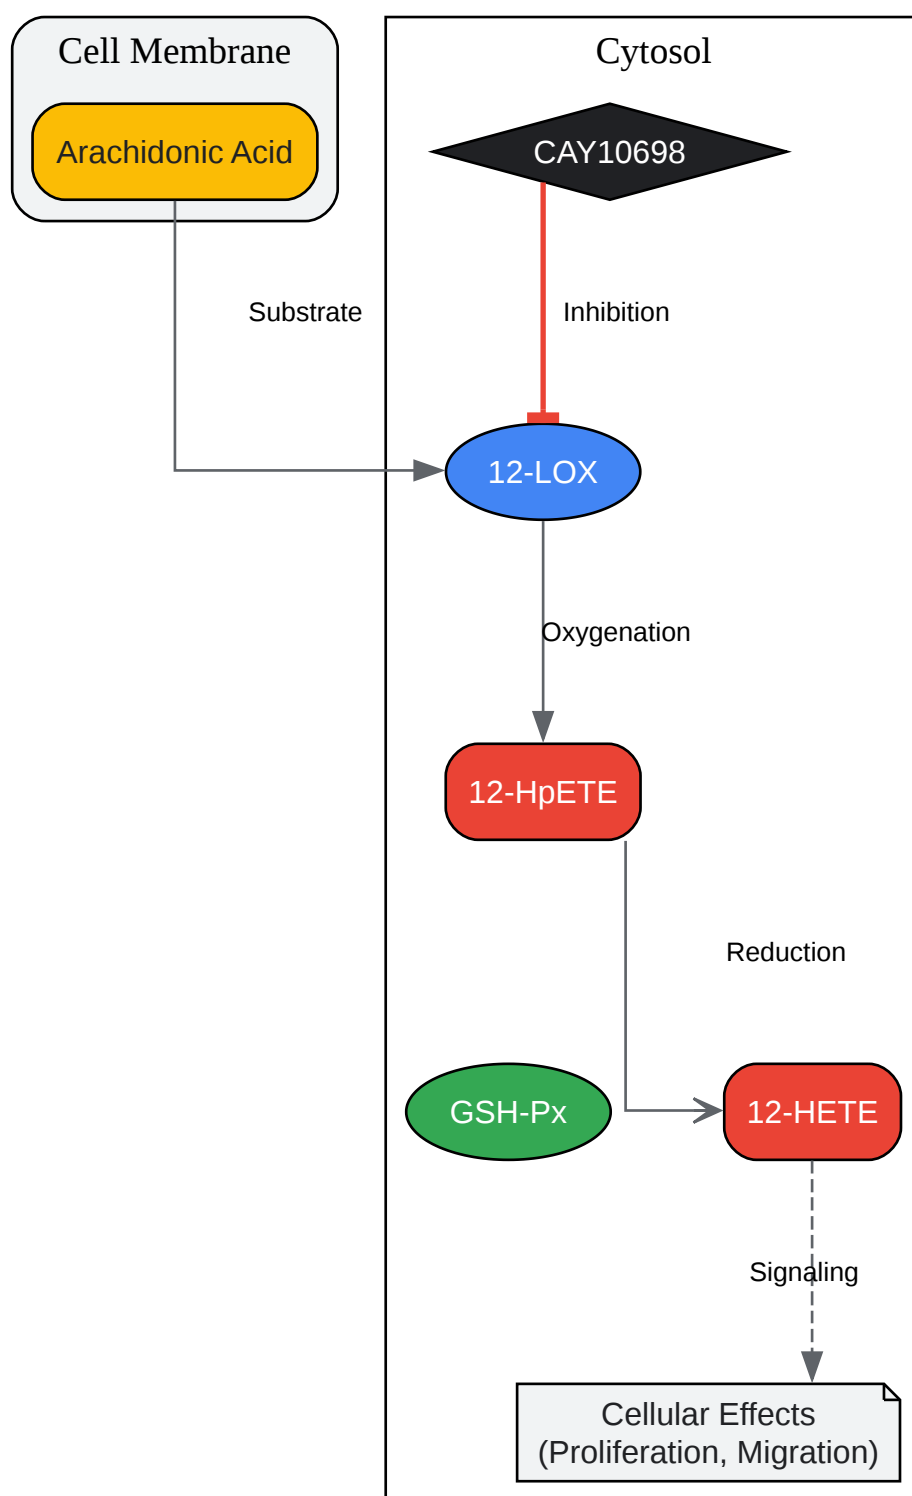 Cell Membrane
Cytosol
Arachidonic Acid
CAY10698
Substrate
Inhibition
12-LOX
Oxygenation
12-HpETE
Reduction
GSH-Px
12-HETE
Signaling
Cellular Effects
(Proliferation, Migration)